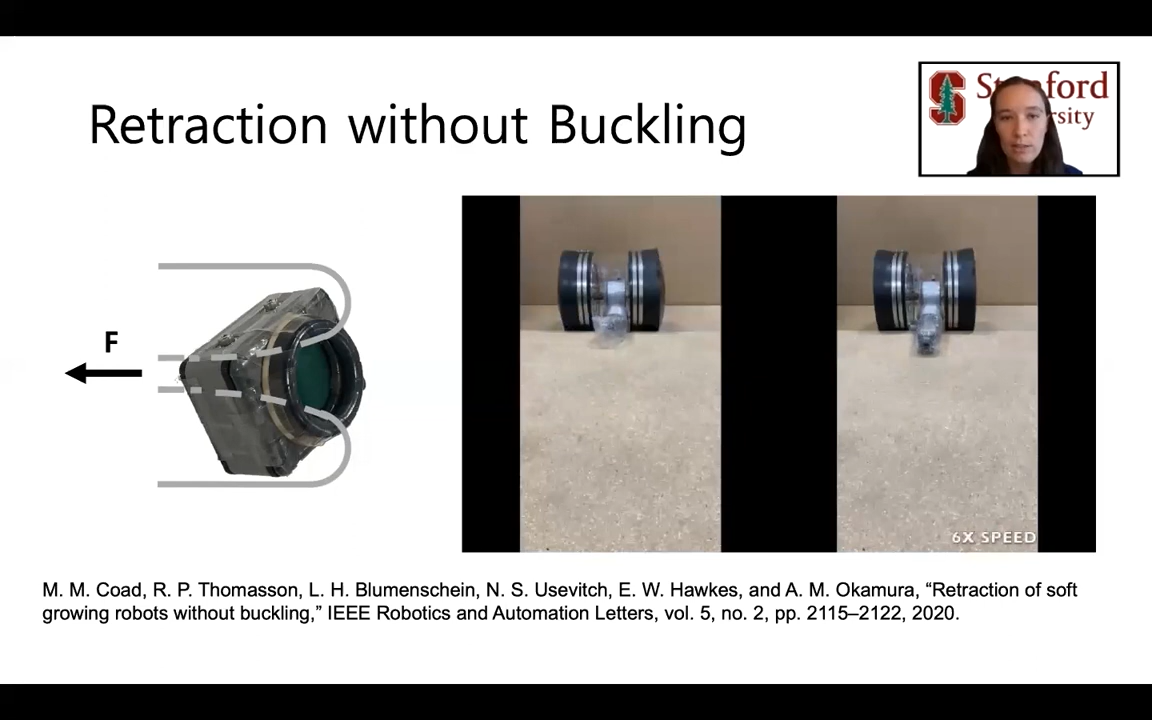 Stanford
University
Retraction without Buckling
F
6X SPEED
M. M. Coad, R. P. Thomasson, L. H. Blumenschein, N. S. Usevitch, E. W. Hawkes, and A. M. Okamura, “Retraction of soft
growing robots without buckling,” IEEE Robotics and Automation Letters, vol. 5, no. 2, pp. 2115–2122, 2020.